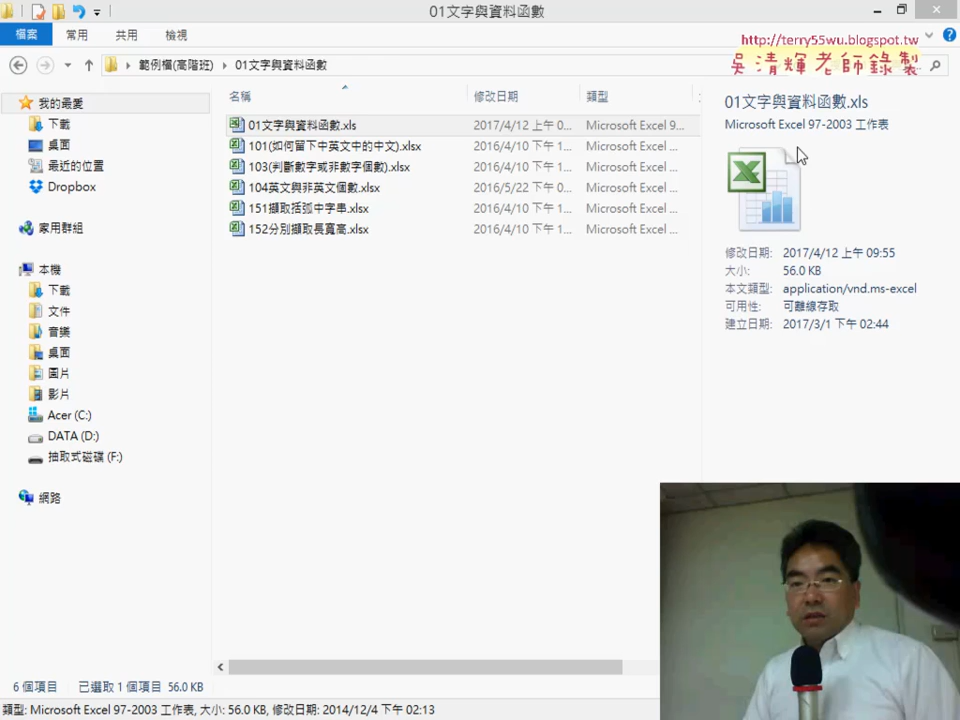 01文字與資料函數
檔案 常用 共用 檢視
http://terry55wu.blogspot.tw
吳清輝老師錄製
範例檔(高階班) 01文字與資料函數
名稱 修改日期 類型
我的最愛
下載
桌面
最近的位置
Dropbox
家用群組
本機
下載
文件
音樂
桌面
圖片
影片
Acer (C:)
DATA (D:)
抽取式磁碟 (F:)
網路
01文字與資料函數.xls 2017/4/12 上午 0... Microsoft Excel 9...
101(如何留下中英文中的中文).xlsx 2016/4/10 下午 1... Microsoft Excel ...
103(判斷數字或非數字個數).xlsx 2016/4/10 下午 1... Microsoft Excel ...
104英文與非英文個數.xlsx 2016/5/22 下午 0... Microsoft Excel ...
151擷取括弧中字串.xlsx 2016/4/10 下午 1... Microsoft Excel ...
152分別擷取長寬高.xlsx 2016/4/10 下午 1... Microsoft Excel ...
01文字與資料函數.xls
Microsoft Excel 97-2003 工作表
修改日期: 2017/4/12 上午 09:55
大小: 56.0 KB
本文類型: application/vnd.ms-excel
可用性: 可離線存取
建立日期: 2017/3/1 下午 02:44
6 個項目 已選取 1 個項目 56.0 KB
類型: Microsoft Excel 97-2003 工作表, 大小: 56.0 KB, 修改日期: 2014/12/4 下午 02:13